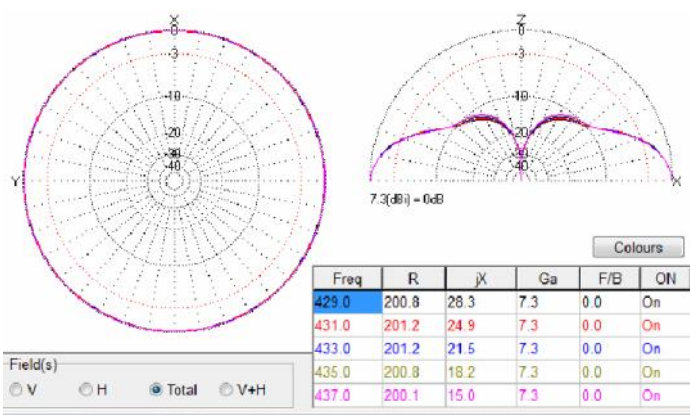 X
0
-3
-10
-20
-30
-40
Y
Z
0
-3
-10
-20
-30
-40
X
7.3(dBi) = 0dB
Colours
Freq R jX Ga F/B ON
429.0 200.8 28.3 7.3 0.0 On
431.0 201.2 24.9 7.3 0.0 On
433.0 201.2 21.5 7.3 0.0 On
435.0 200.8 18.2 7.3 0.0 On
437.0 200.1 15.0 7.3 0.0 On
Field(s)
V H Total V+H